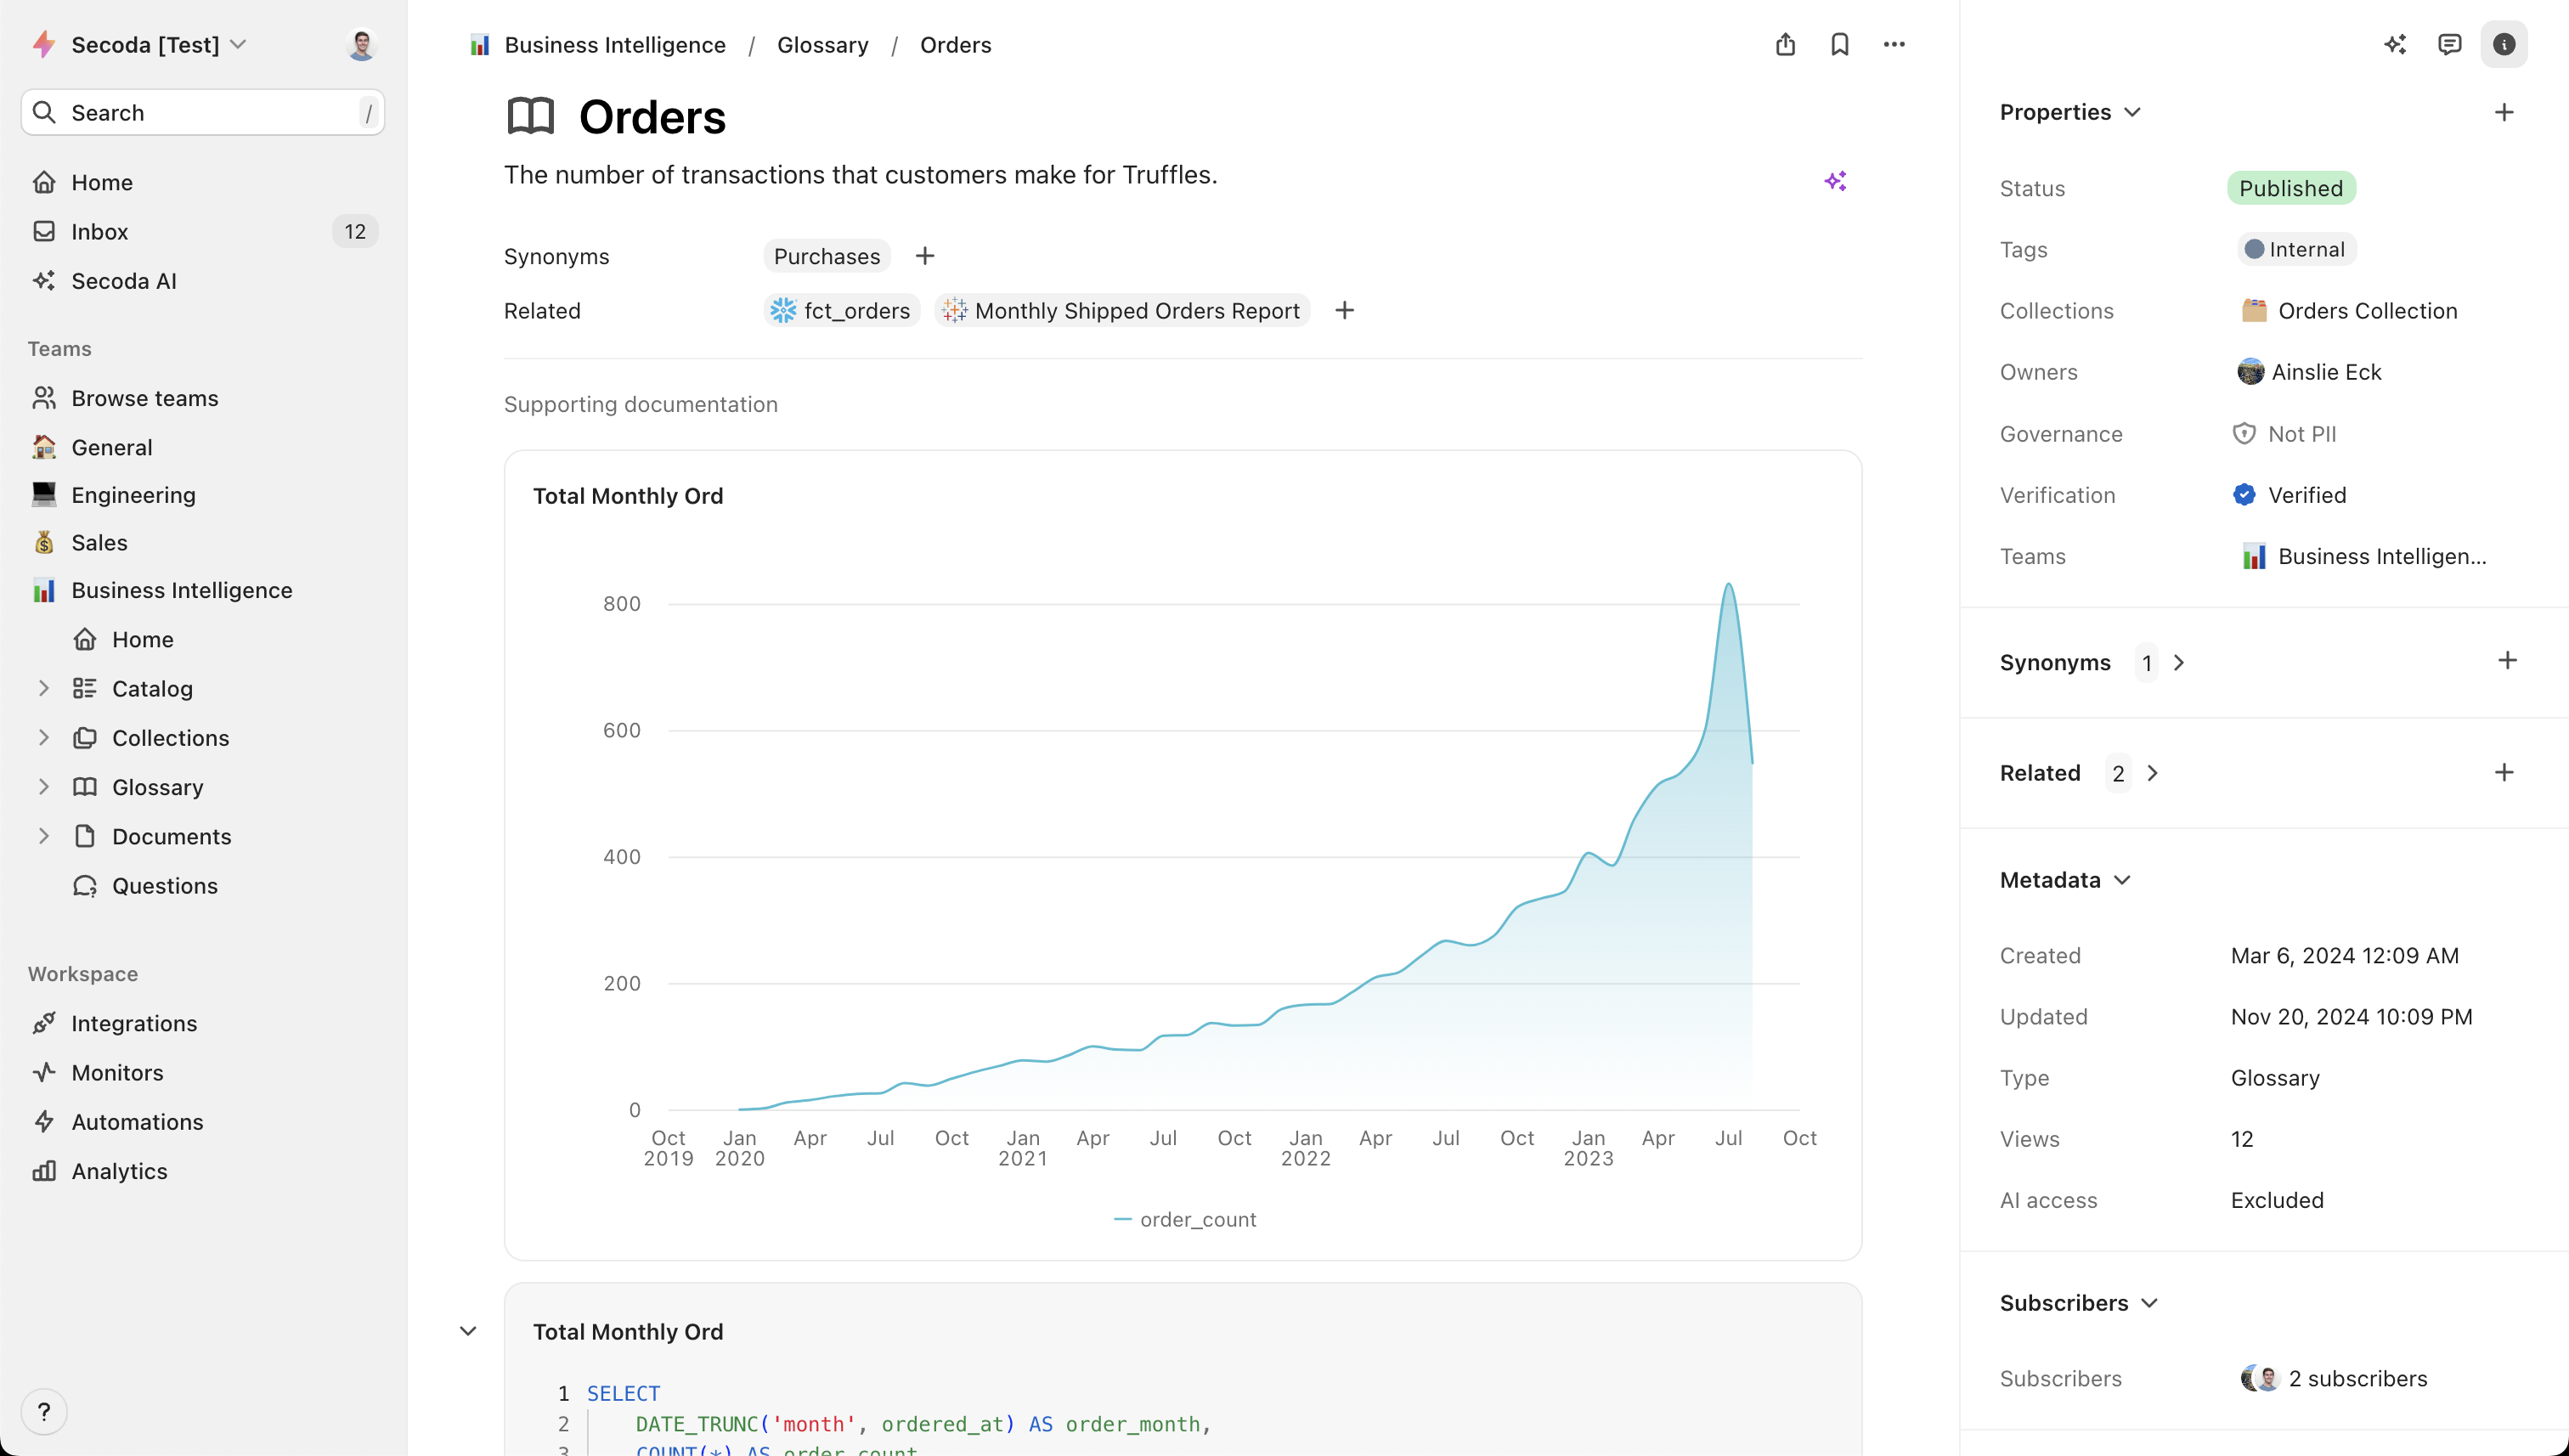 Secoda [Test]
Search /
Home
Inbox 12
Secoda AI
Teams
Browse teams
General
Engineering
Sales
Business Intelligence
Home
Catalog
Collections
Glossary
Documents
Questions
Workspace
Integrations
Monitors
Automations
Analytics
?
Business Intelligence / Glossary / Orders
Orders
The number of transactions that customers make for Truffles.
Synonyms Purchases
Related fct_orders Monthly Shipped Orders Report
Supporting documentation
Total Monthly Ord
800
600
400
200
0
Oct Jan Apr Jul Oct Jan Apr Jul Oct Jan Apr Jul Oct Jan Apr Jul Oct
2019 2020 2021 2022 2023
order_count
Total Monthly Ord
1 SELECT
2 DATE_TRUNC('month', ordered_at) AS order_month,
3 COUNT(*) AS order_count
Properties
Status Published
Tags Internal
Collections Orders Collection
Owners Ainslie Eck
Governance Not PII
Verification Verified
Teams Business Intelligen...
Synonyms 1
Related 2
Metadata
Created Mar 6, 2024 12:09 AM
Updated Nov 20, 2024 10:09 PM
Type Glossary
Views 12
AI access Excluded
Subscribers
Subscribers 2 subscribers